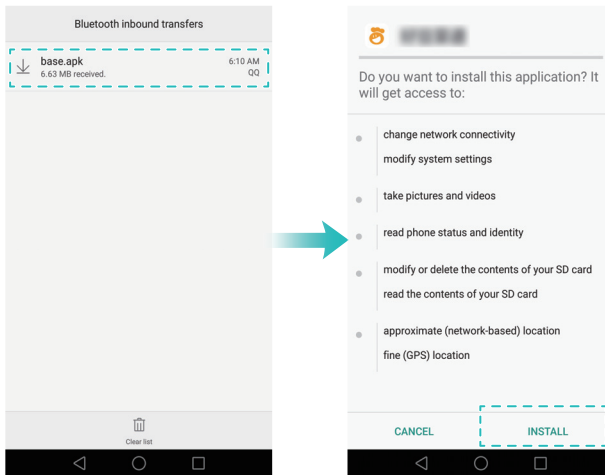 Bluetooth inbound transfers
base.apk
6:10 AM
6.63 MB received.
QQ
Clear list
Do you want to install this application? It
will get access to:
change network connectivity
modify system settings
take pictures and videos
read phone status and identity
modify or delete the contents of your SD card
read the contents of your SD card
approximate (network-based) location
fine (GPS) location
CANCEL
INSTALL